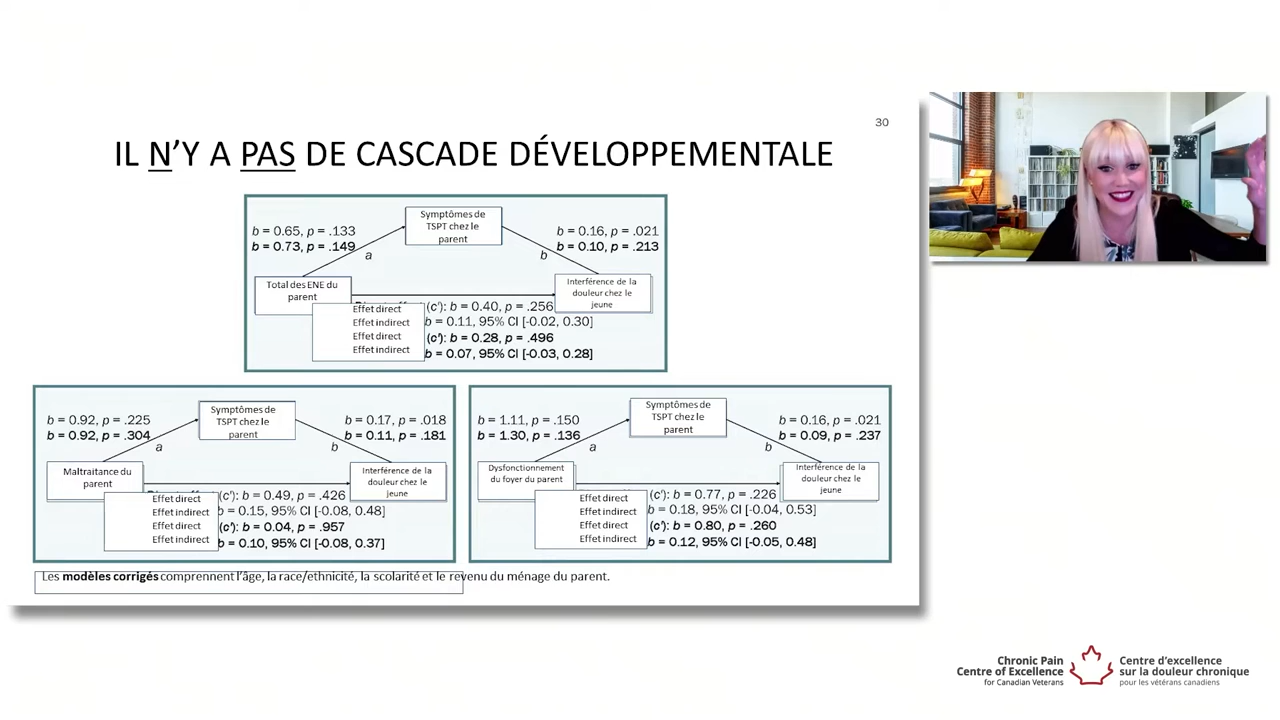 30
IL N'Y A PAS DE CASCADE DÉVELOPPEMENTALE
Symptômes de
TSPT chez le
parent
b = 0.65, p = .133
b = 0.73, p = .149
a
b = 0.16, p = .021
b = 0.10, p = .213
b
Total des ENE du
parent
Interférence de la
douleur chez le
jeune
Effet direct (c'): b = 0.40, p = .256
Effet indirect b = 0.11, 95% CI [-0.02, 0.30]
Effet direct (c'): b = 0.28, p = .496
Effet indirect b = 0.07, 95% CI [-0.03, 0.28]
Symptômes de
TSPT chez le
parent
b = 0.92, p = .225
b = 0.92, p = .304
a
b = 0.17, p = .018
b = 0.11, p = .181
b
Maltraitance du
parent
Interférence de la
douleur chez le
jeune
Effet direct (c'): b = 0.49, p = .426
Effet indirect b = 0.15, 95% CI [-0.08, 0.48]
Effet direct (c'): b = 0.04, p = .957
Effet indirect b = 0.10, 95% CI [-0.08, 0.37]
Symptômes de
TSPT chez le
parent
b = 1.11, p = .150
b = 1.30, p = .136
a
b = 0.16, p = .021
b = 0.09, p = .237
b
Dysfonctionnement
du foyer du parent
Interférence de la
douleur chez le
jeune
Effet direct (c'): b = 0.77, p = .226
Effet indirect b = 0.18, 95% CI [-0.04, 0.53]
Effet direct (c'): b = 0.80, p = .260
Effet indirect b = 0.12, 95% CI [-0.05, 0.48]
Les modèles corrigés comprennent l'âge, la race/ethnicité, la scolarité et le revenu du ménage du parent.
Chronic Pain
Centre of Excellence
for Canadian Veterans
Centre d'excellence
sur la douleur chronique
pour les vétérans canadiens